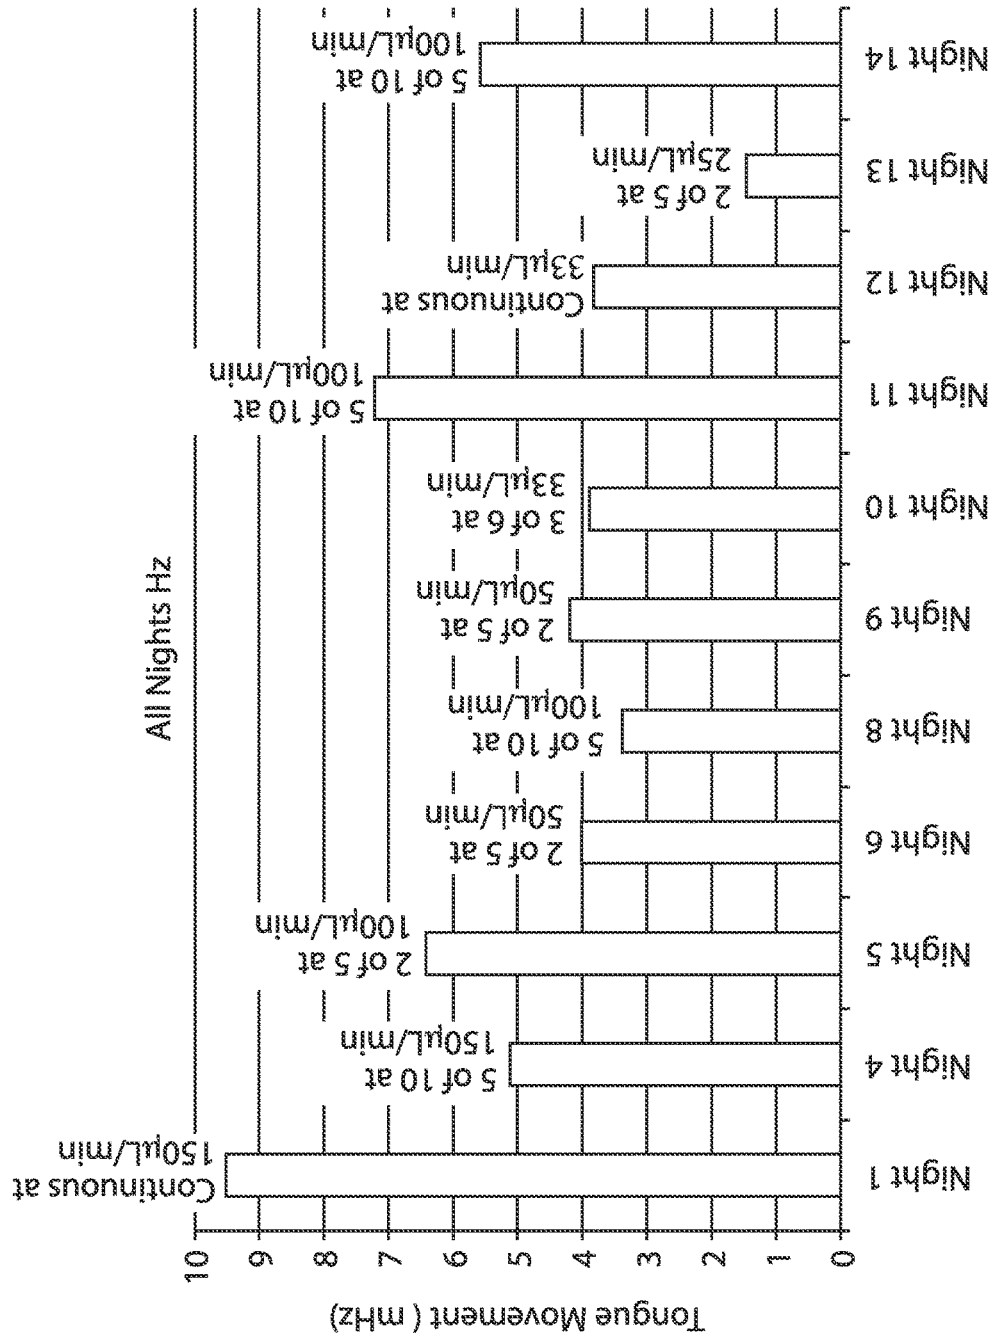 All Nights Hz
Tongue Movement ( mHz)
10
9
8
7
6
5
4
3
2
1
0
Continuous at
150µL/min
5 of 10 at
150µL/min
2 of 5 at
100µL/min
2 of 5 at
50µL/min
5 of 10 at
100µL/min
2 of 5 at
50µL/min
3 of 6 at
33µL/min
5 of 10 at
100µL/min
Continuous at
33µL/min
2 of 5 at
25µL/min
5 of 10 at
100µL/min
Night 1
Night 4
Night 5
Night 6
Night 8
Night 9
Night 10
Night 11
Night 12
Night 13
Night 14